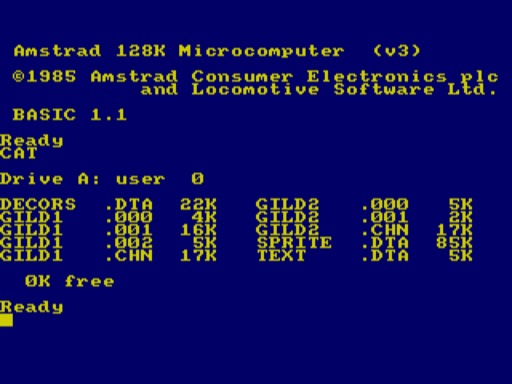 Amstrad 128K Microcomputer  (v3)
©1985 Amstrad Consumer Electronics plc
and Locomotive Software Ltd.
BASIC 1.1
Ready
CAT
Drive A: user  0
DECORS  .DTA  22K    GILD2   .000   5K
GILD1   .000   4K    GILD2   .001   2K
GILD1   .001  16K    GILD2   .CHN  17K
GILD1   .002   5K    SPRITE  .DTA  85K
GILD1   .CHN  17K    TEXT    .DTA   5K
0K free
Ready